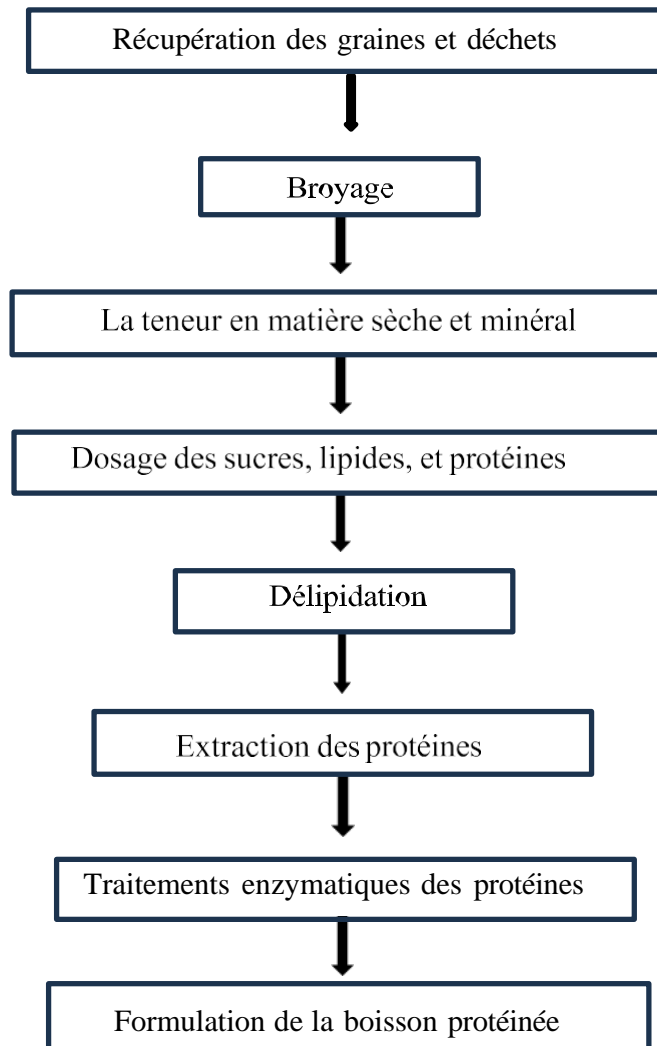 Récupération des graines et déchets
Broyage
La teneur en matière sèche et minéral
Dosage des sucres, lipides, et protéines
Délipidation
Extraction des protéines
Traitements enzymatiques des protéines
Formulation de la boisson protéinée